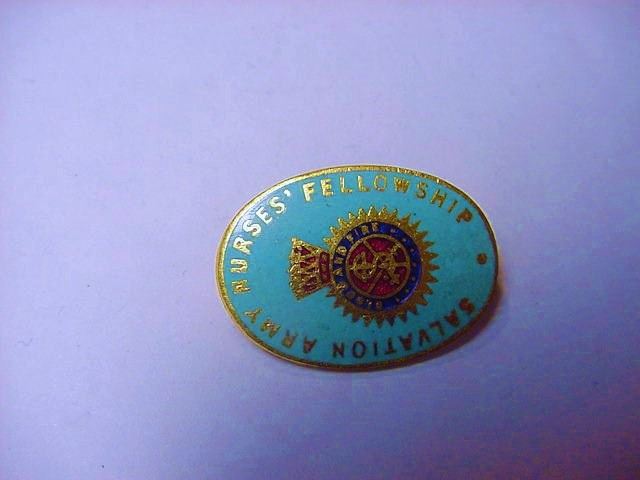 SALVATION ARMY NURSES' FELLOWSHIP
BLOOD AND FIRE